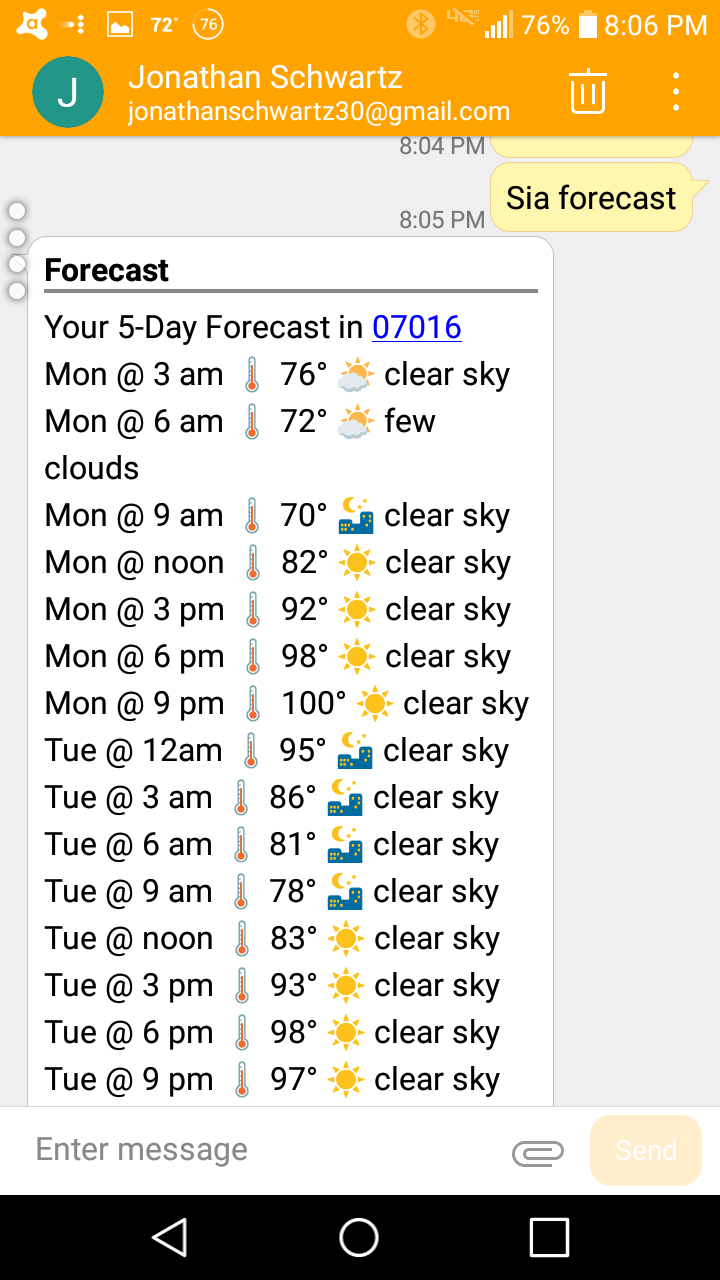 72° 76 4G LTE 76% 8:06 PM
J
Jonathan Schwartz
jonathanschwartz30@gmail.com
8:04 PM
Sia forecast
8:05 PM
Forecast
Your 5-Day Forecast in 07016
Mon @ 3 am 🌡 76° 🌤 clear sky
Mon @ 6 am 🌡 72° 🌤 few
clouds
Mon @ 9 am 🌡 70° 🌃 clear sky
Mon @ noon 🌡 82° ☀ clear sky
Mon @ 3 pm 🌡 92° ☀ clear sky
Mon @ 6 pm 🌡 98° ☀ clear sky
Mon @ 9 pm 🌡 100° ☀ clear sky
Tue @ 12am 🌡 95° 🌃 clear sky
Tue @ 3 am 🌡 86° 🌃 clear sky
Tue @ 6 am 🌡 81° 🌃 clear sky
Tue @ 9 am 🌡 78° 🌃 clear sky
Tue @ noon 🌡 83° ☀ clear sky
Tue @ 3 pm 🌡 93° ☀ clear sky
Tue @ 6 pm 🌡 98° ☀ clear sky
Tue @ 9 pm 🌡 97° ☀ clear sky
Enter message
Send